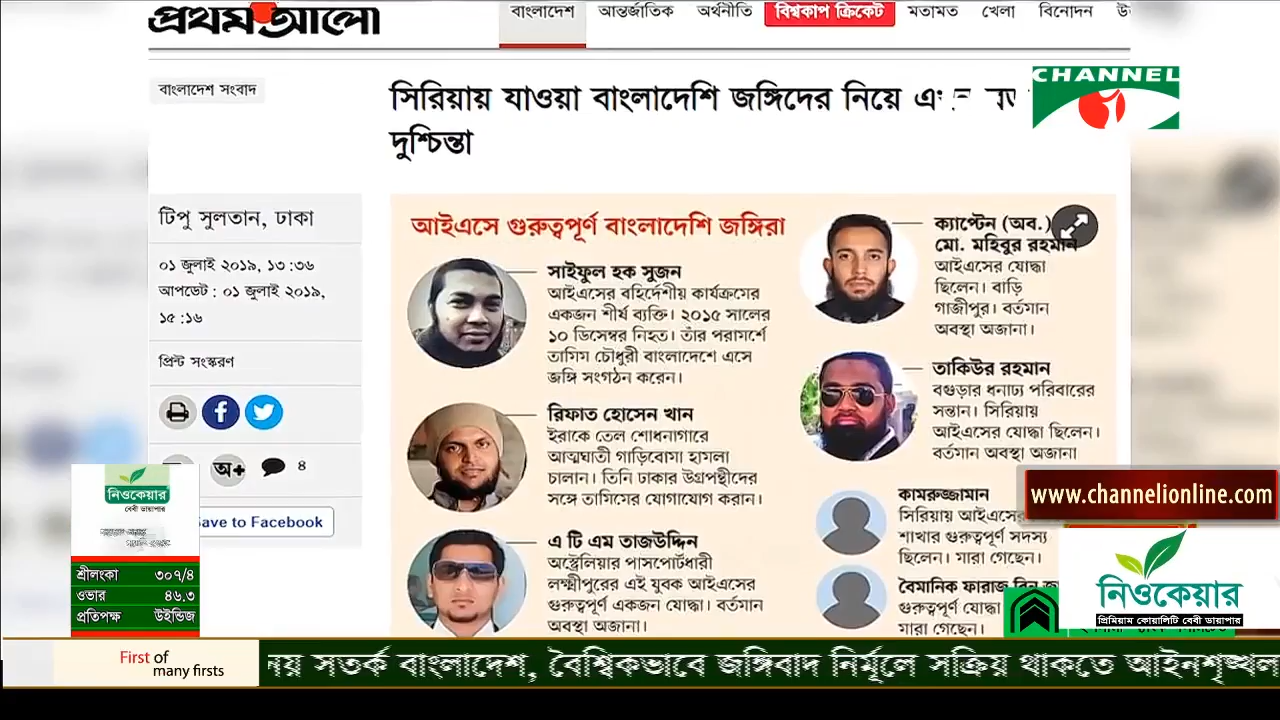 প্রথম আলো
বাংলাদেশ আন্তর্জাতিক অর্থনীতি বিশ্বকাপ ক্রিকেট মতামত খেলা বিনোদন
বাংলাদেশ সংবাদ
সিরিয়ায় যাওয়া বাংলাদেশি জঙ্গিদের নিয়ে
দুশ্চিন্তা
CHANNEL
টিপু সুলতান, ঢাকা
০১ জুলাই ২০১৯, ১৩:৩৬
আপডেট : ০১ জুলাই ২০১৯,
১৫:১৬
প্রিন্ট সংস্করণ
অ+ ৪
Save to Facebook
আইএসে গুরুত্বপূর্ণ বাংলাদেশি জঙ্গিরা
সাইফুল হক সুজন
আইএসের বহির্দেশীয় কার্যক্রমের
একজন শীর্ষ ব্যক্তি। ২০১৫ সালের
১০ ডিসেম্বর নিহত। তাঁর পরামর্শে
তামিম চৌধুরী বাংলাদেশে এসে
জঙ্গি সংগঠন করেন।
রিফাত হোসেন খান
ইরাকে তেল শোধনাগারে
আত্মঘাতী গাড়িবোমা হামলা
চালান। তিনি ঢাকার উগ্রপন্থীদের
সঙ্গে তামিমের যোগাযোগ করান।
এ টি এম তাজউদ্দিন
অস্ট্রেলিয়ার পাসপোর্টধারী
লক্ষ্মীপুরের এই যুবক আইএসের
গুরুত্বপূর্ণ একজন যোদ্ধা। বর্তমান
অবস্থা অজানা।
ক্যাপ্টেন (অব.)
মো. মহিবুর রহমান
আইএসের যোদ্ধা
ছিলেন। বাড়ি
গাজীপুর। বর্তমান
অবস্থা অজানা।
তাকিউর রহমান
বগুড়ার ধনাঢ্য পরিবারের
সন্তান। সিরিয়ায়
আইএসের যোদ্ধা ছিলেন।
বর্তমান অবস্থা অজানা
কামরুজ্জামান
সিরিয়ায় আইএসের
শাখার গুরুত্বপূর্ণ সদস্য
ছিলেন। মারা গেছেন।
বৈমানিক ফারাজ বিন
গুরুত্বপূর্ণ যোদ্ধা
মারা গেছেন।
www.channelionline.com
নিওকেয়ার
বেবী ডায়াপার
শ্রীলংকা ৩০৭/৪
ওভার ৪৬.৩
প্রতিপক্ষ উইন্ডিজ
নিওকেয়ার
প্রিমিয়াম কোয়ালিটি বেবী ডায়াপার
First of
many firsts
সতর্ক বাংলাদেশ, বৈশ্বিকভাবে জঙ্গিবাদ নির্মূলে সক্রিয় থাকতে